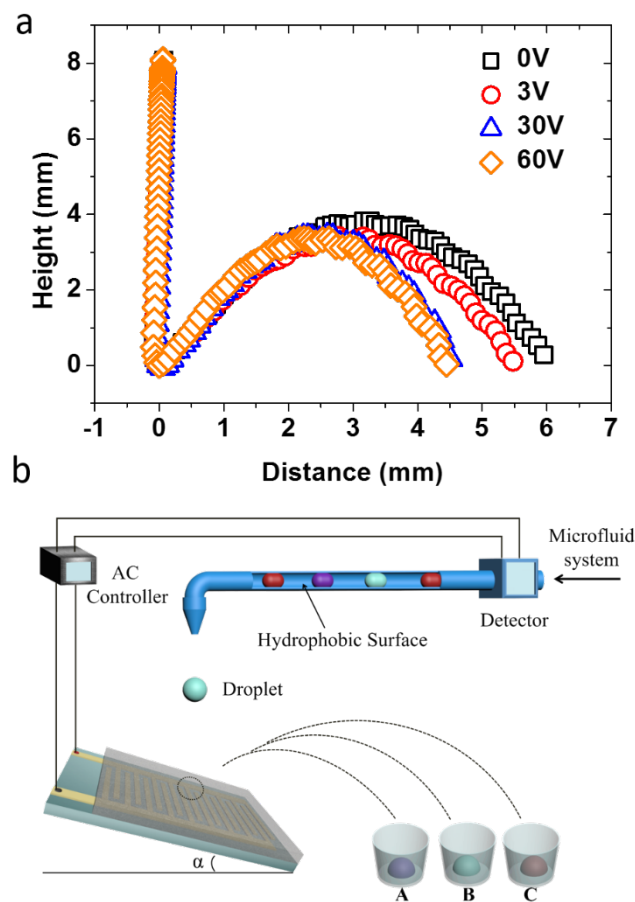 a
8
6
4
2
0
Height (mm)
0V
3V
30V
60V
-1 0 1 2 3 4 5 6 7
Distance (mm)
b
AC
Controller
Microfluid
system
Detector
Hydrophobic Surface
Droplet
α
A B C